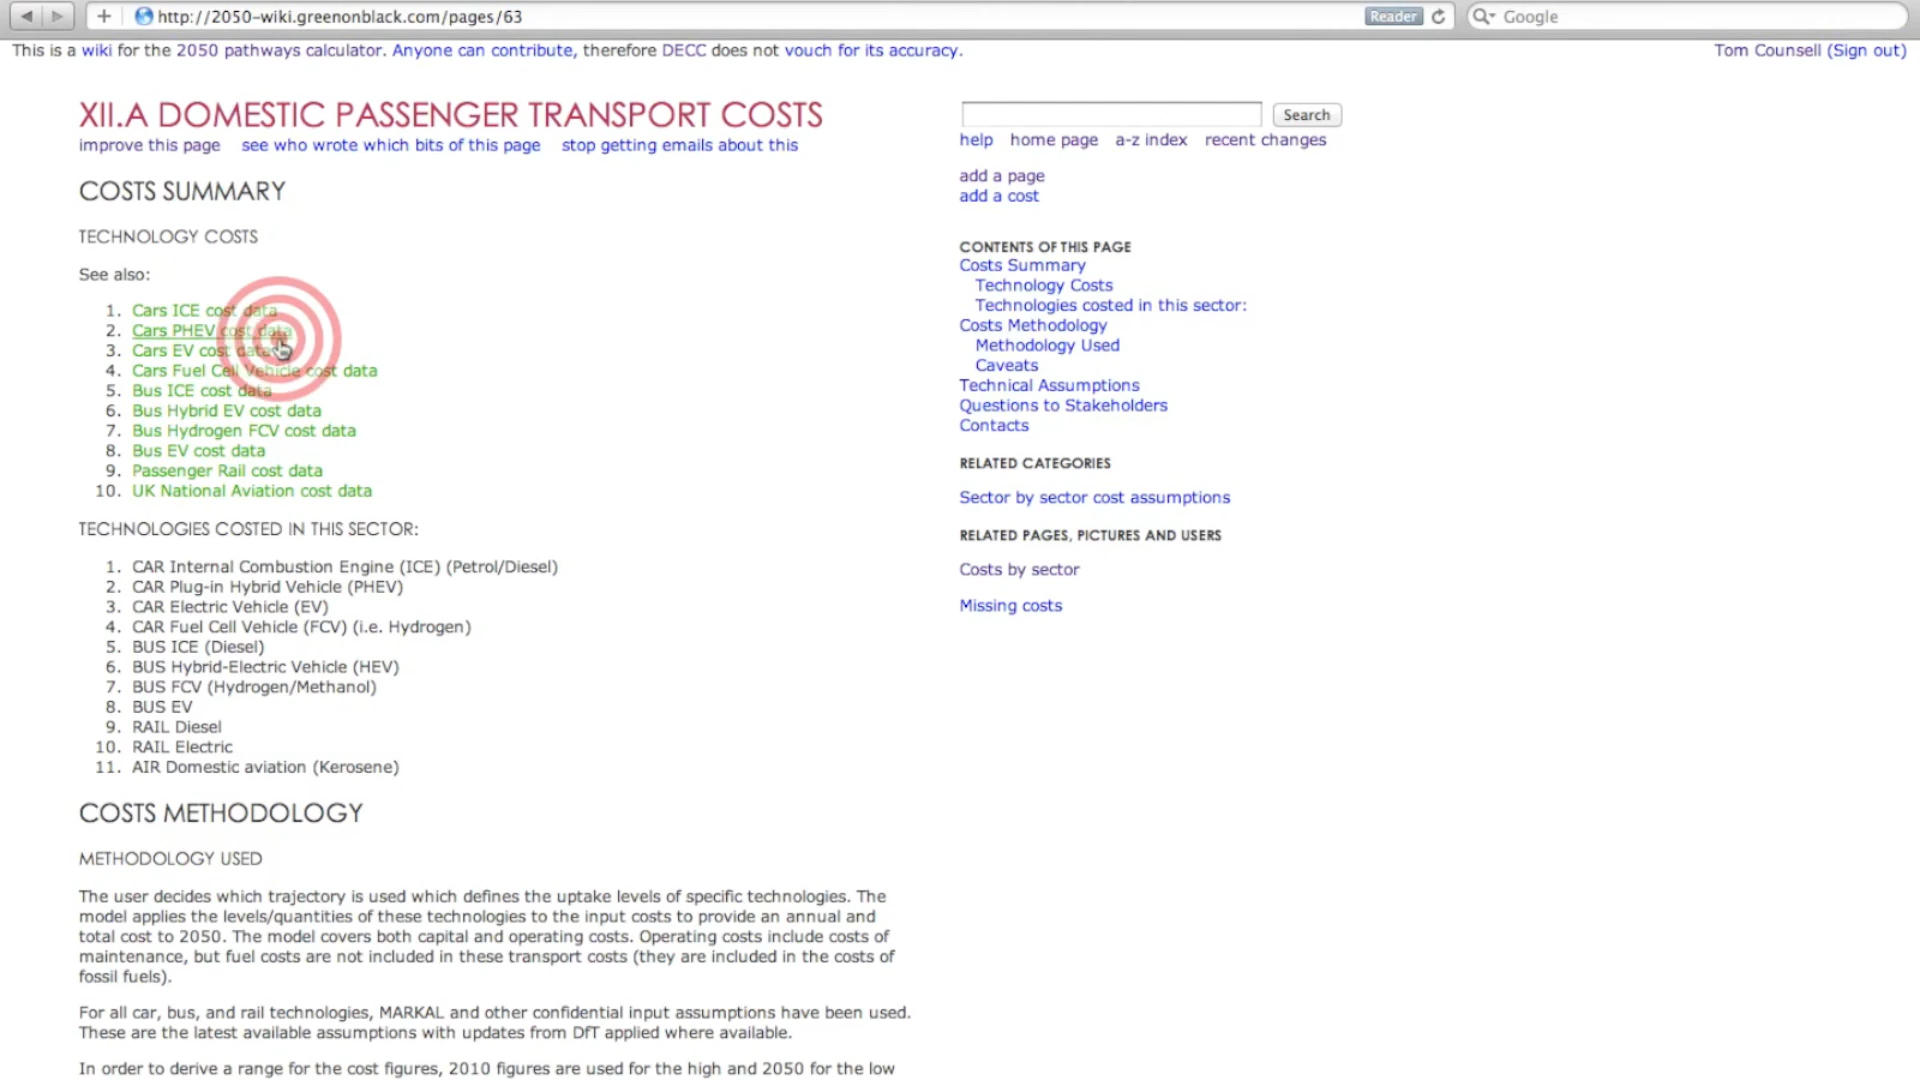 http://2050-wiki.greenonblack.com/pages/63
Reader
Google
This is a wiki for the 2050 pathways calculator. Anyone can contribute, therefore DECC does not vouch for its accuracy.
Tom Counsell (Sign out)
XII.A DOMESTIC PASSENGER TRANSPORT COSTS
improve this page see who wrote which bits of this page stop getting emails about this
COSTS SUMMARY
TECHNOLOGY COSTS
See also:
1. Cars ICE cost data
2. Cars PHEV cost data
3. Cars EV cost data
4. Cars Fuel Cell Vehicle cost data
5. Bus ICE cost data
6. Bus Hybrid EV cost data
7. Bus Hydrogen FCV cost data
8. Bus EV cost data
9. Passenger Rail cost data
10. UK National Aviation cost data
TECHNOLOGIES COSTED IN THIS SECTOR:
1. CAR Internal Combustion Engine (ICE) (Petrol/Diesel)
2. CAR Plug-in Hybrid Vehicle (PHEV)
3. CAR Electric Vehicle (EV)
4. CAR Fuel Cell Vehicle (FCV) (i.e. Hydrogen)
5. BUS ICE (Diesel)
6. BUS Hybrid-Electric Vehicle (HEV)
7. BUS FCV (Hydrogen/Methanol)
8. BUS EV
9. RAIL Diesel
10. RAIL Electric
11. AIR Domestic aviation (Kerosene)
COSTS METHODOLOGY
METHODOLOGY USED
The user decides which trajectory is used which defines the uptake levels of specific technologies. The
model applies the levels/quantities of these technologies to the input costs to provide an annual and
total cost to 2050. The model covers both capital and operating costs. Operating costs include costs of
maintenance, but fuel costs are not included in these transport costs (they are included in the costs of
fossil fuels).
For all car, bus, and rail technologies, MARKAL and other confidential input assumptions have been used.
These are the latest available assumptions with updates from DfT applied where available.
In order to derive a range for the cost figures, 2010 figures are used for the high and 2050 for the low
Search
help home page a-z index recent changes
add a page
add a cost
CONTENTS OF THIS PAGE
Costs Summary
Technology Costs
Technologies costed in this sector:
Costs Methodology
Methodology Used
Caveats
Technical Assumptions
Questions to Stakeholders
Contacts
RELATED CATEGORIES
Sector by sector cost assumptions
RELATED PAGES, PICTURES AND USERS
Costs by sector
Missing costs